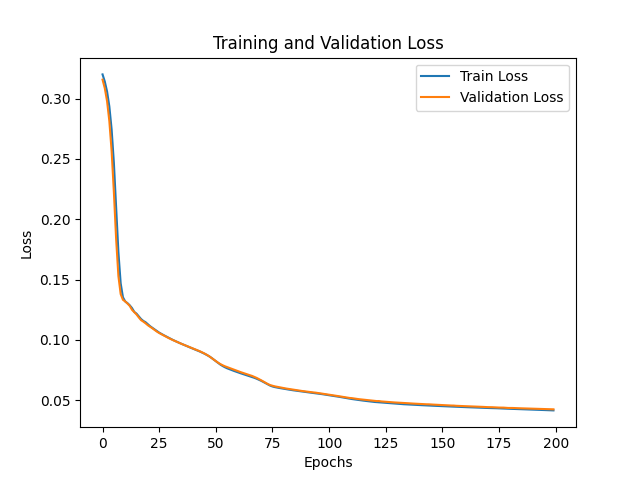 Training and Validation Loss
Train Loss
Validation Loss
0.30
0.25
0.20
0.15
0.10
0.05
Loss
0 25 50 75 100 125 150 175 200
Epochs